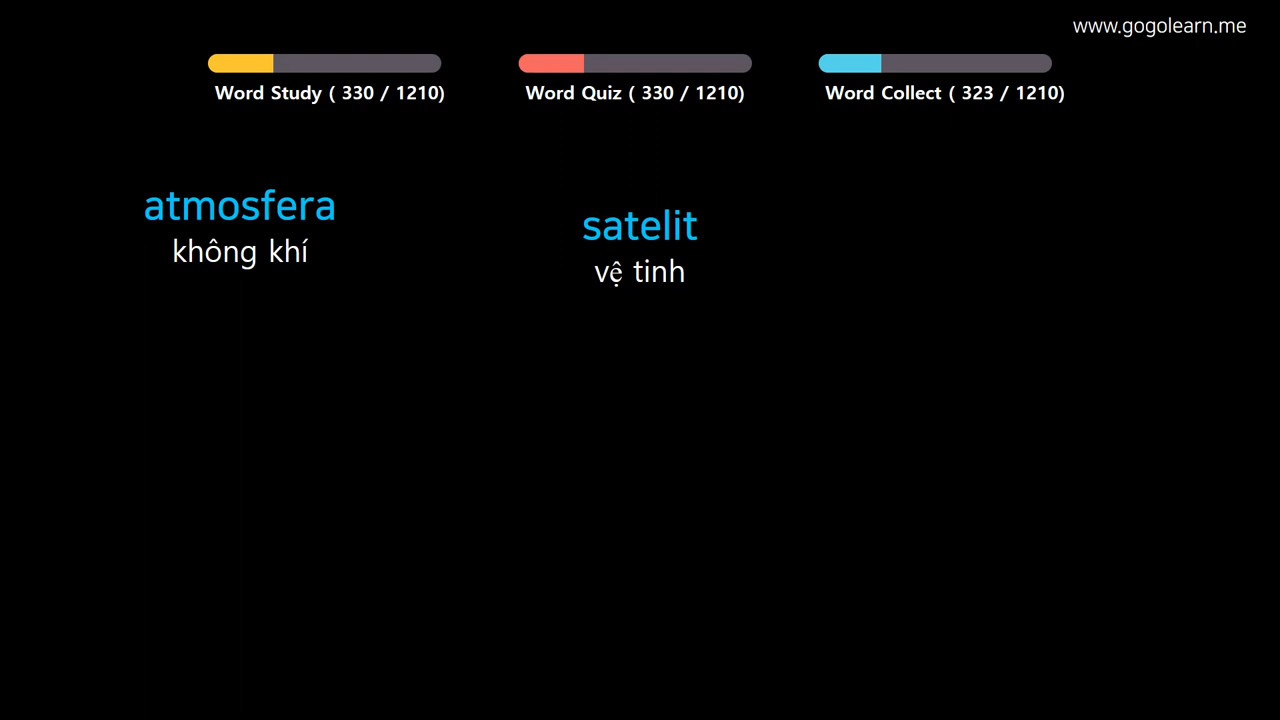 www.gogolearn.me
Word Study ( 330 / 1210)
Word Quiz ( 330 / 1210)
Word Collect ( 323 / 1210)
atmosfera
không khí
satelit
vệ tinh